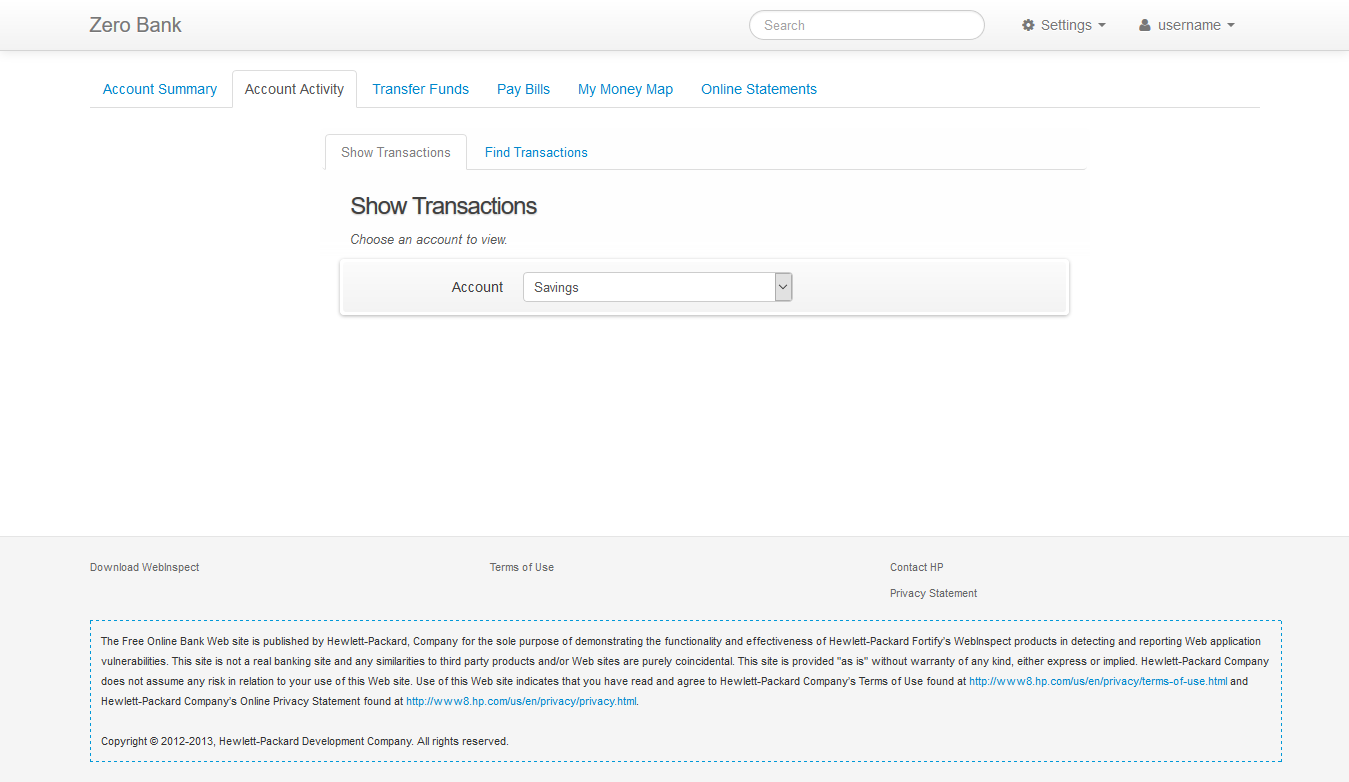 Zero Bank
Search
Settings
username
Account Summary
Account Activity
Transfer Funds
Pay Bills
My Money Map
Online Statements
Show Transactions
Find Transactions
Show Transactions
Choose an account to view.
Account
Savings
Download WebInspect
Terms of Use
Contact HP
Privacy Statement
The Free Online Bank Web site is published by Hewlett-Packard, Company for the sole purpose of demonstrating the functionality and effectiveness of Hewlett-Packard Fortify's WebInspect products in detecting and reporting Web application
vulnerabilities. This site is not a real banking site and any similarities to third party products and/or Web sites are purely coincidental. This site is provided "as is" without warranty of any kind, either express or implied. Hewlett-Packard Company
does not assume any risk in relation to your use of this Web site. Use of this Web site indicates that you have read and agree to Hewlett-Packard Company's Terms of Use found at http://www8.hp.com/us/en/privacy/terms-of-use.html and
Hewlett-Packard Company's Online Privacy Statement found at http://www8.hp.com/us/en/privacy/privacy.html.
Copyright © 2012-2013, Hewlett-Packard Development Company. All rights reserved.